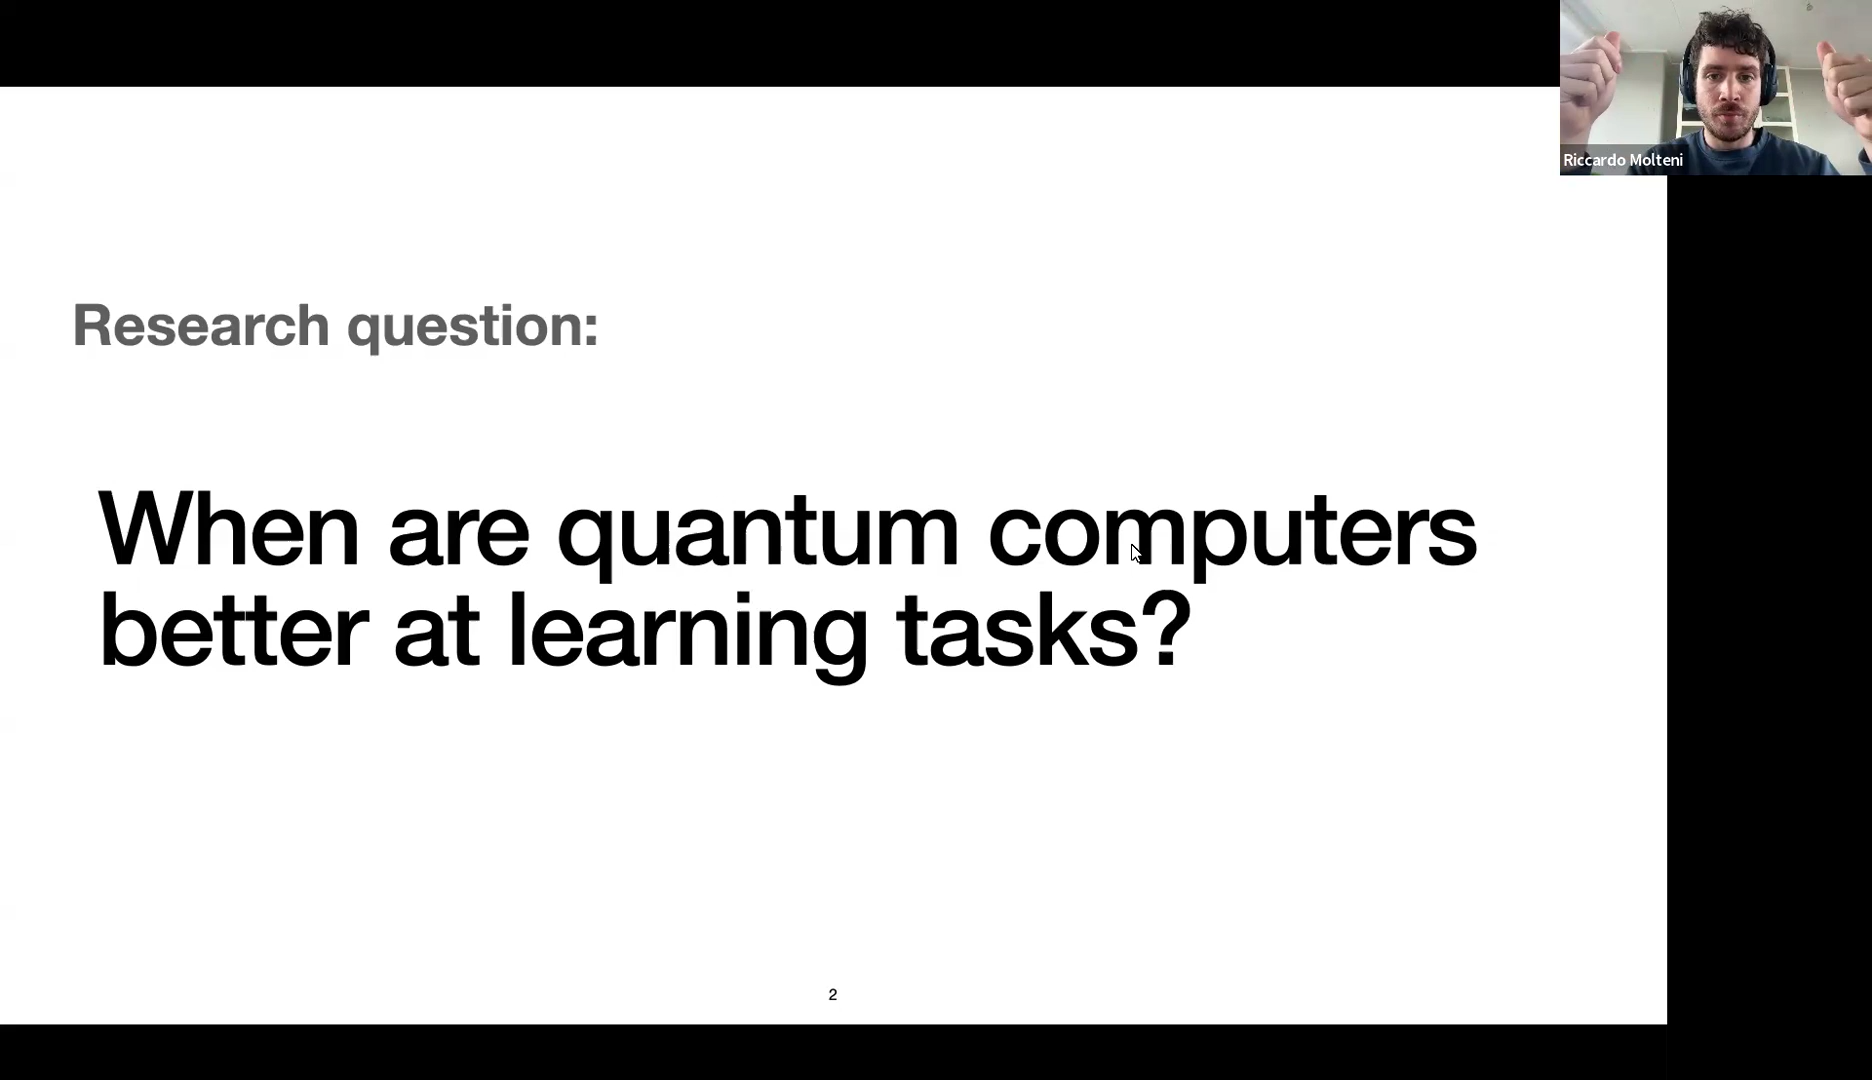 Riccardo Molteni
Research question:
When are quantum computers
better at learning tasks?
2